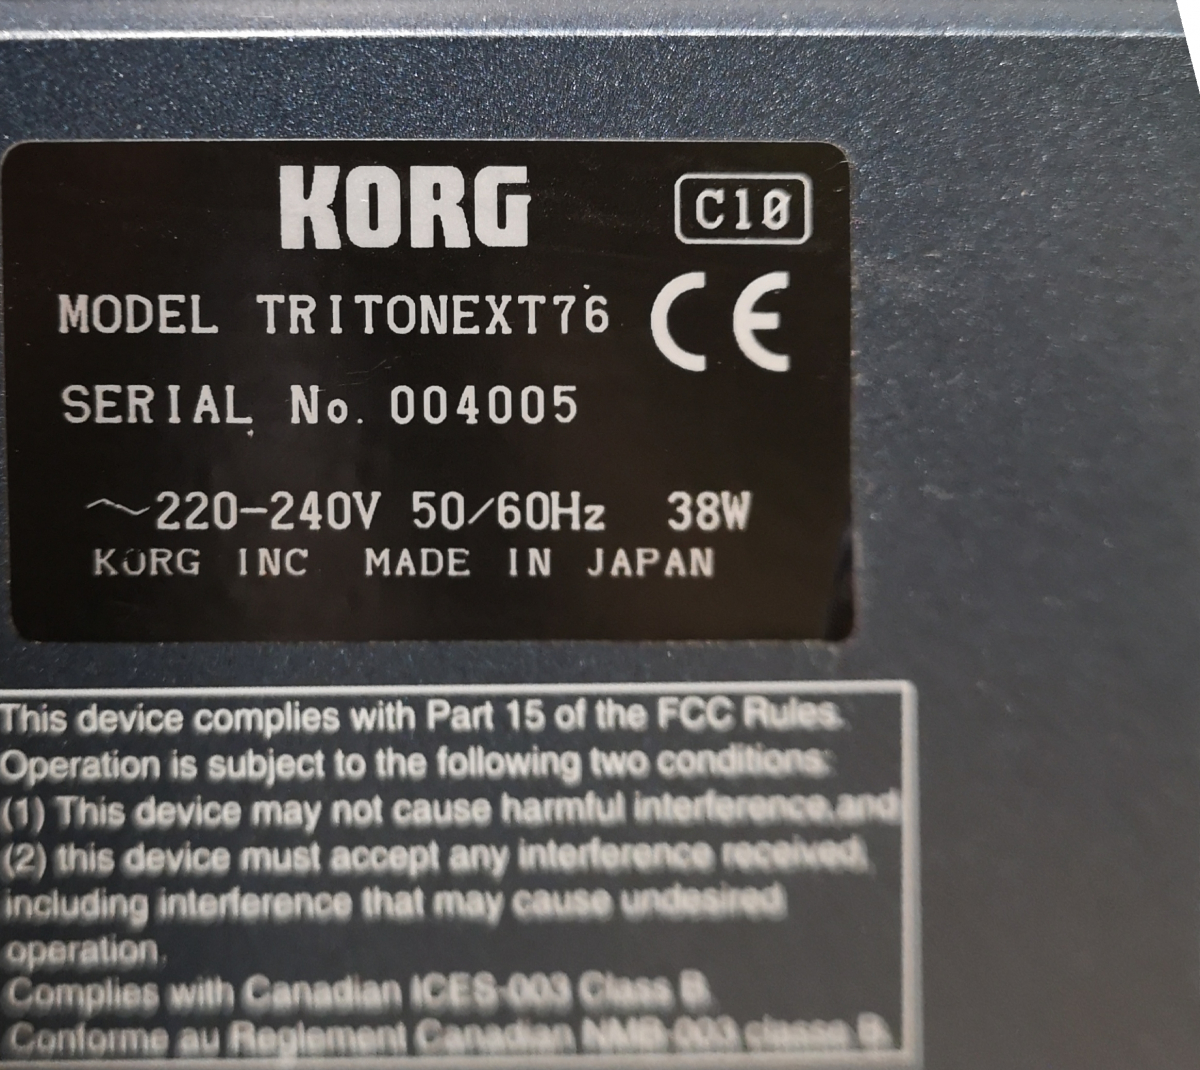 KORG
C10
MODEL TRITONEXT76
CE
SERIAL No. 004005
~220-240V 50/60Hz 38W
KORG INC MADE IN JAPAN
This device complies with Part 15 of the FCC Rules.
Operation is subject to the following two conditions:
(1) This device may not cause harmful interference,and
(2) this device must accept any interference received,
including interference that may cause undesired
operation.
Complies with Canadian ICES-003 Class B.
Conforme au Reglement Canadian NMB-003 classe B.